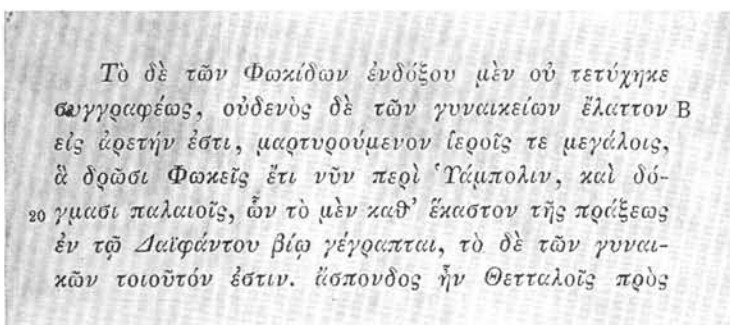 Τὸ δὲ τῶν Φωκίδων ἐνδόξου μὲν οὐ τετύχηκε
συγγραφέως, οὐδενὸς δὲ τῶν γυναικείων ἔλαττον B
εἰς ἀρετήν ἐστι, μαρτυρούμενον ἱεροῖς τε μεγάλοις,
ἃ δρῶσι Φωκεῖς ἔτι νῦν περὶ Ὑάμπολιν, καὶ δό-
20 γμασι παλαιοῖς, ὧν τὸ μὲν καθ’ ἕκαστον τῆς πράξεως
ἐν τῷ Δαϊφάντου βίῳ γέγραπται, τὸ δὲ τῶν γυναι-
κῶν τοιοῦτόν ἐστιν. ἄσπονδος ἦν Θετταλοῖς πρὸς